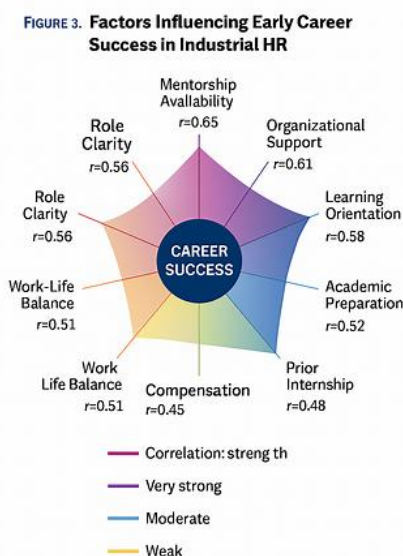 FIGURE 3. Factors Influencing Early Career
Success in Industrial HR
Mentorship
Availability
r=0.65
Role
Clarity
r=0.56
Organizational
Support
r=0.61
Role
Clarity
r=0.56
Learning
Orientation
r=0.58
CAREER
SUCCESS
Work-Life
Balance
r=0.51
Academic
Preparation
r=0.52
Work
Life Balance
r=0.51
Compensation
r=0.45
Prior
Internship
r=0.48
Correlation: streng th
Very strong
Moderate
Weak